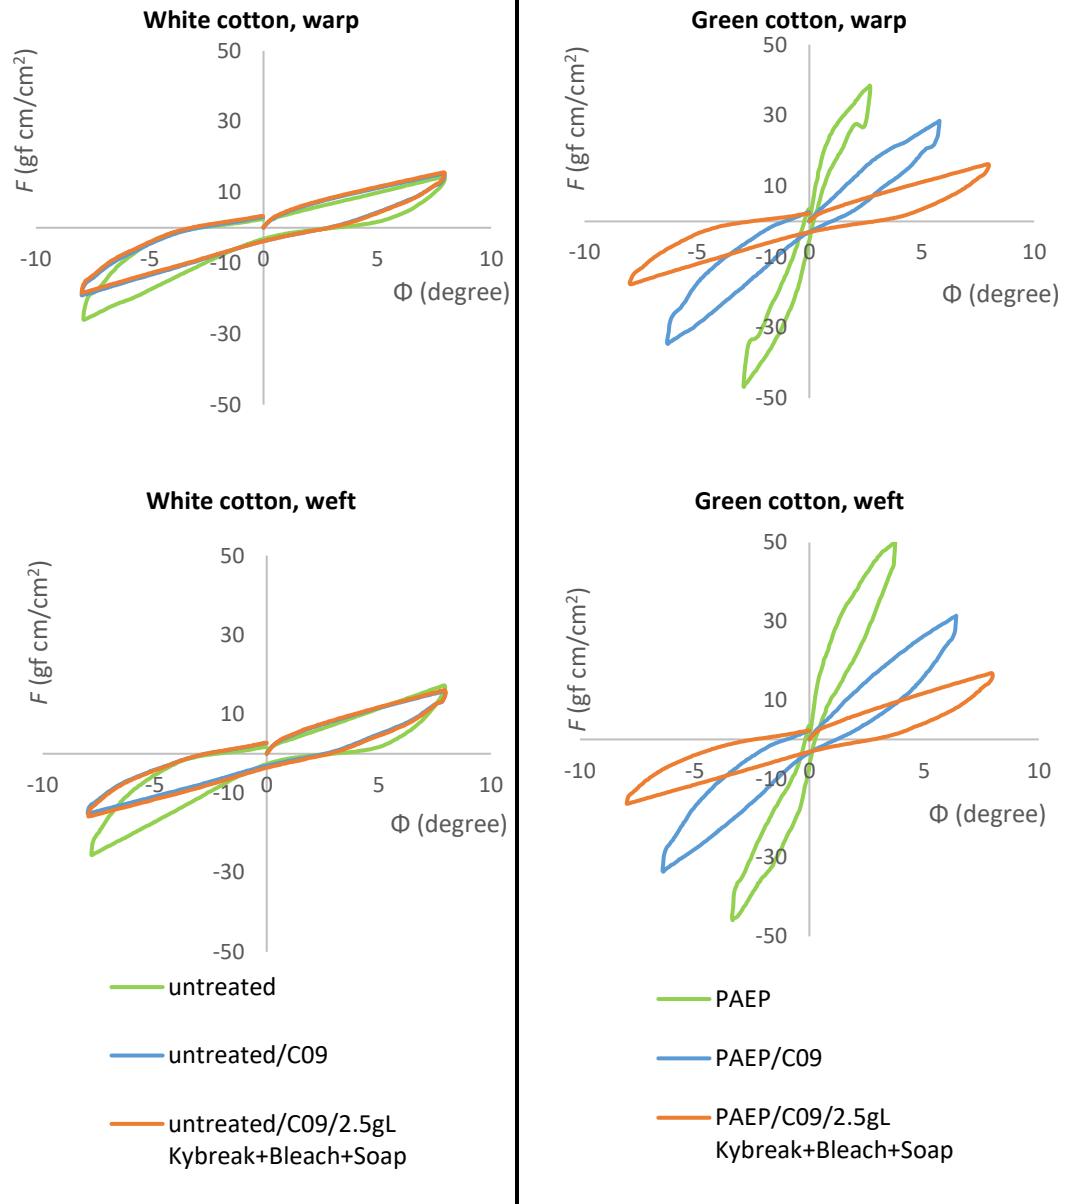 White cotton, warp
F (gf cm/cm²)
50
30
10
-10
-30
-50
-10
-5
0
5
10
Φ (degree)
Green cotton, warp
F (gf cm/cm²)
50
30
10
-10
-30
-50
-10
-5
0
5
10
Φ (degree)
White cotton, weft
F (gf cm/cm²)
50
30
10
-10
-30
-50
-10
-5
0
5
10
Φ (degree)
Green cotton, weft
F (gf cm/cm²)
50
30
10
-10
-30
-50
-10
-5
0
5
10
Φ (degree)
untreated
untreated/C09
untreated/C09/2.5gL
Kybreak+Bleach+Soap
PAEP
PAEP/C09
PAEP/C09/2.5gL
Kybreak+Bleach+Soap